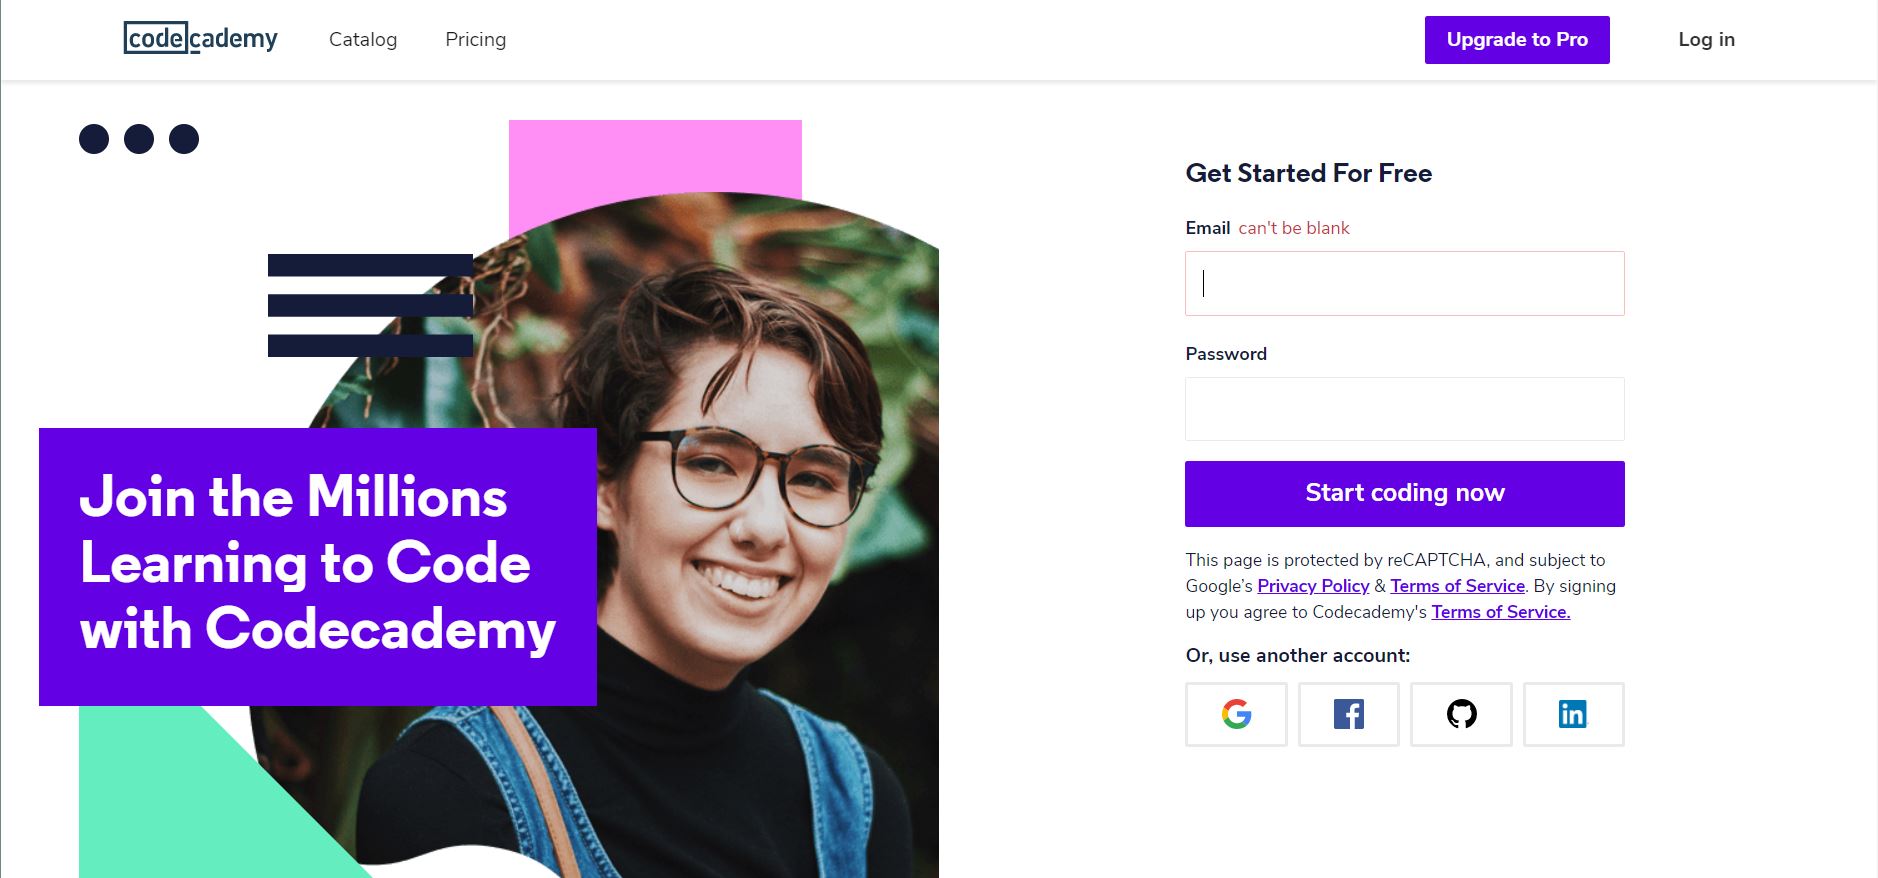 codecademy
Catalog
Pricing
Upgrade to Pro
Log in
Join the Millions
Learning to Code
with Codecademy
Get Started For Free
Email can't be blank
Password
Start coding now
This page is protected by reCAPTCHA, and subject to
Google’s Privacy Policy & Terms of Service. By signing
up you agree to Codecademy's Terms of Service.
Or, use another account:
G
f
in